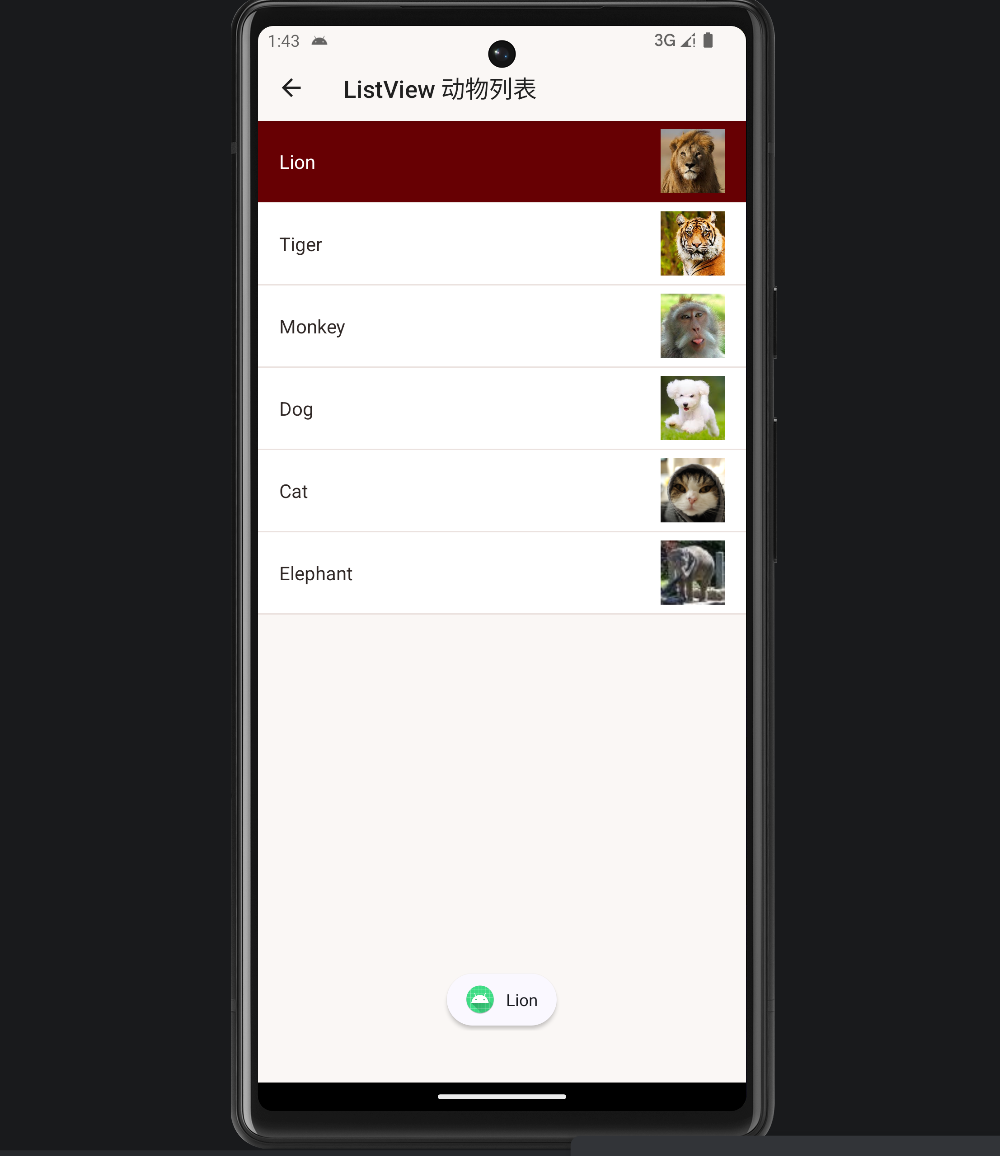 1:43 3G
ListView 动物列表
Lion
Tiger
Monkey
Dog
Cat
Elephant
Lion